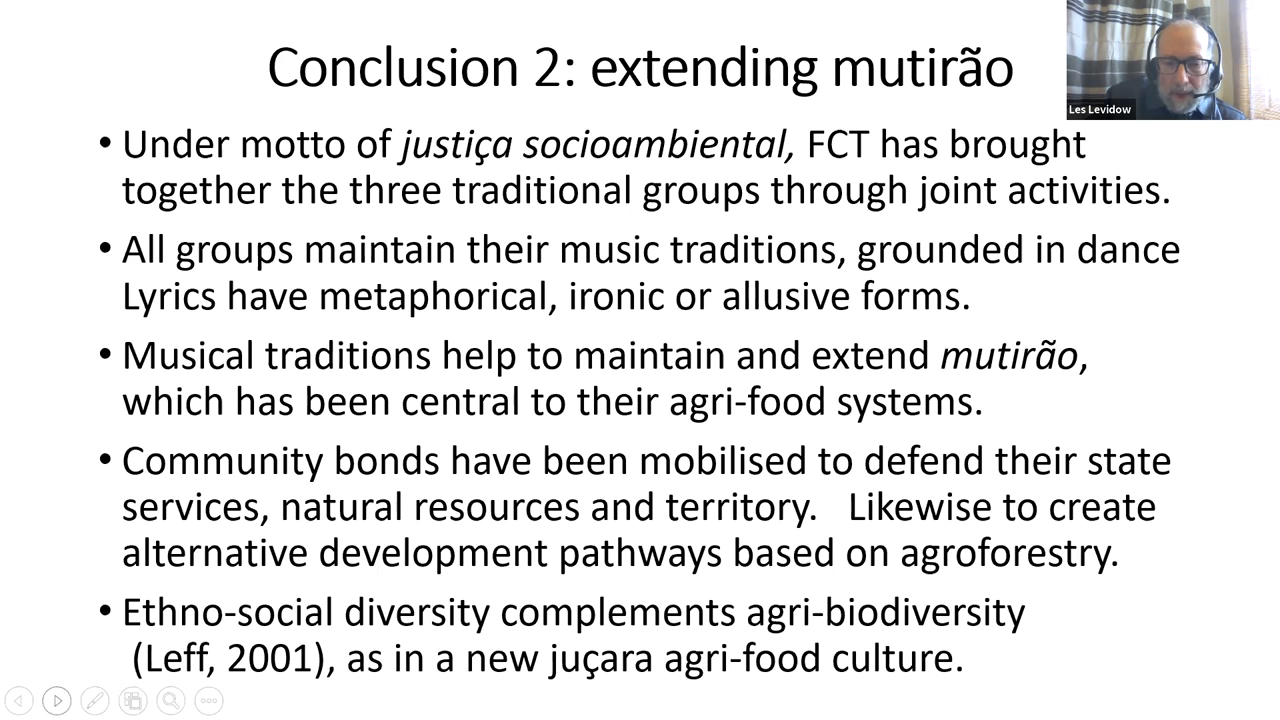 Conclusion 2: extending mutirão
Les Levidow
• Under motto of justiça socioambiental, FCT has brought
together the three traditional groups through joint activities.
• All groups maintain their music traditions, grounded in dance
Lyrics have metaphorical, ironic or allusive forms.
• Musical traditions help to maintain and extend mutirão,
which has been central to their agri-food systems.
• Community bonds have been mobilised to defend their state
services, natural resources and territory.   Likewise to create
alternative development pathways based on agroforestry.
• Ethno-social diversity complements agri-biodiversity
(Leff, 2001), as in a new juçara agri-food culture.